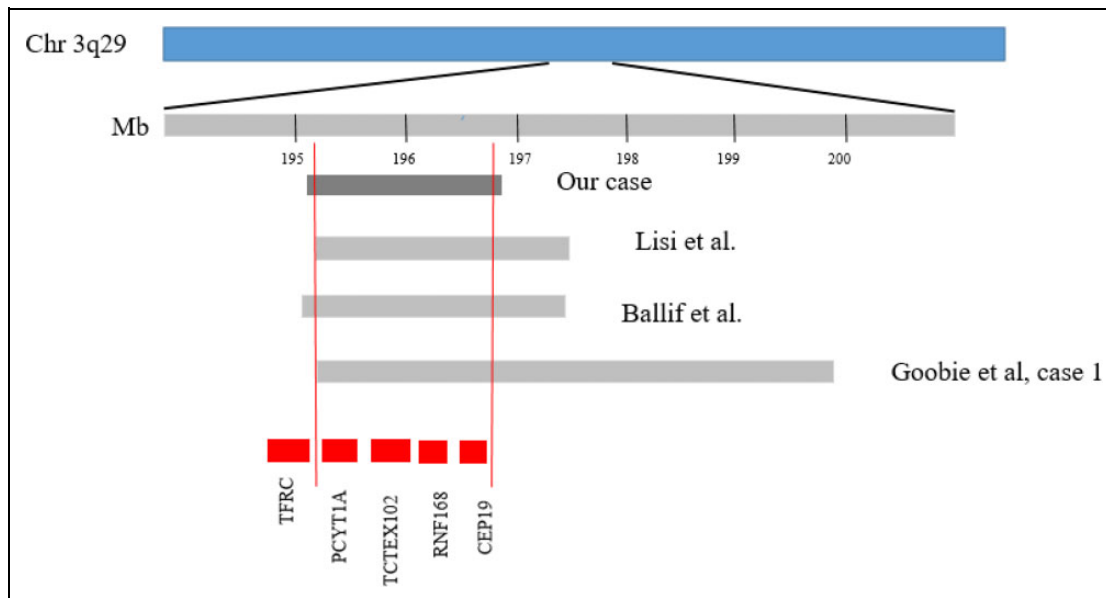 Chr 3q29
Mb
195 196 197 198 199 200
Our case
Lisi et al.
Ballif et al.
Goobie et al, case 1
TFRC
PCYT1A
TCTEX102
RNF168
CEP19